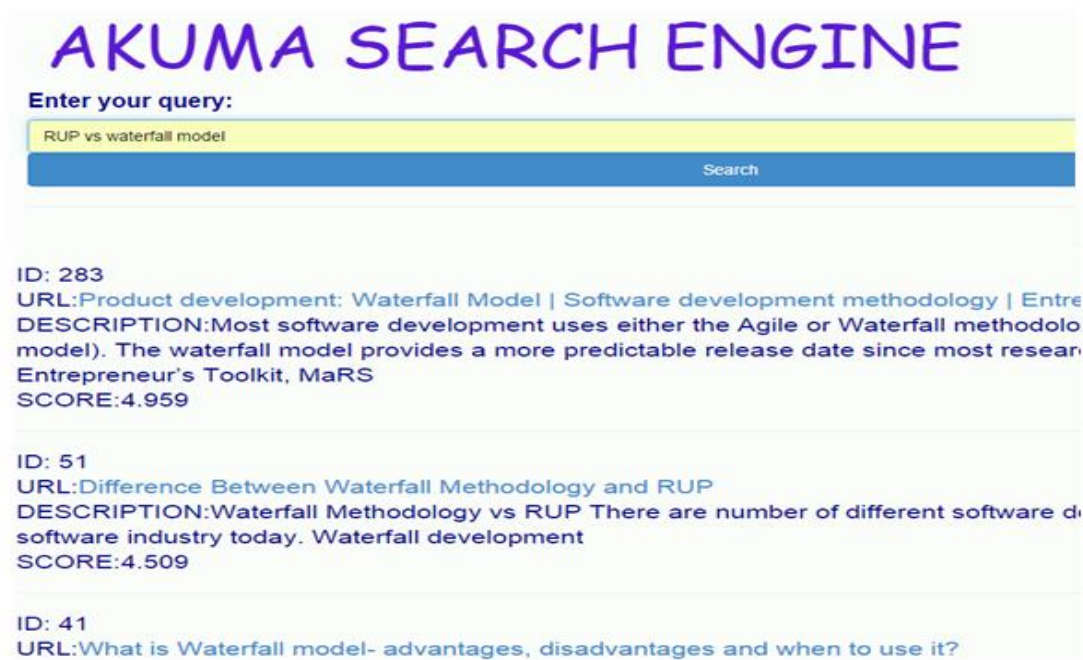 AKUMA SEARCH ENGINE
Enter your query:
RUP vs waterfall model
Search
ID: 283
URL:Product development: Waterfall Model | Software development methodology | Entre
DESCRIPTION:Most software development uses either the Agile or Waterfall methodolo
model). The waterfall model provides a more predictable release date since most resear
Entrepreneur's Toolkit, MaRS
SCORE:4.959
ID: 51
URL:Difference Between Waterfall Methodology and RUP
DESCRIPTION:Waterfall Methodology vs RUP There are number of different software d
software industry today. Waterfall development
SCORE:4.509
ID: 41
URL:What is Waterfall model- advantages, disadvantages and when to use it?